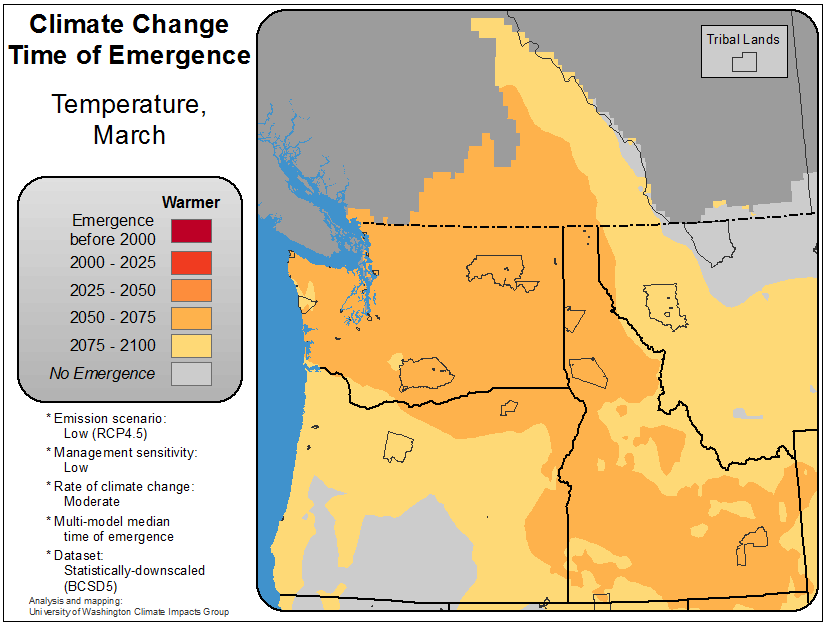 Climate Change
Time of Emergence
Temperature,
March
Warmer
Emergence
before 2000
2000 - 2025
2025 - 2050
2050 - 2075
2075 - 2100
No Emergence
* Emission scenario:
Low (RCP4.5)
* Management sensitivity:
Low
* Rate of climate change:
Moderate
* Multi-model median
time of emergence
* Dataset:
Statistically-downscaled
(BCSD5)
Analysis and mapping:
University of Washington Climate Impacts Group
Tribal Lands